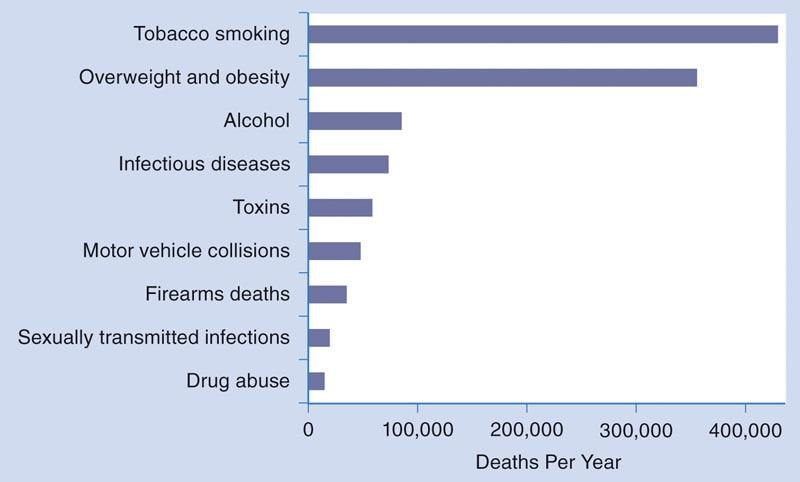 Tobacco smoking
Overweight and obesity
Alcohol
Infectious diseases
Toxins
Motor vehicle collisions
Firearms deaths
Sexually transmitted infections
Drug abuse
0 100,000 200,000 300,000 400,000
Deaths Per Year